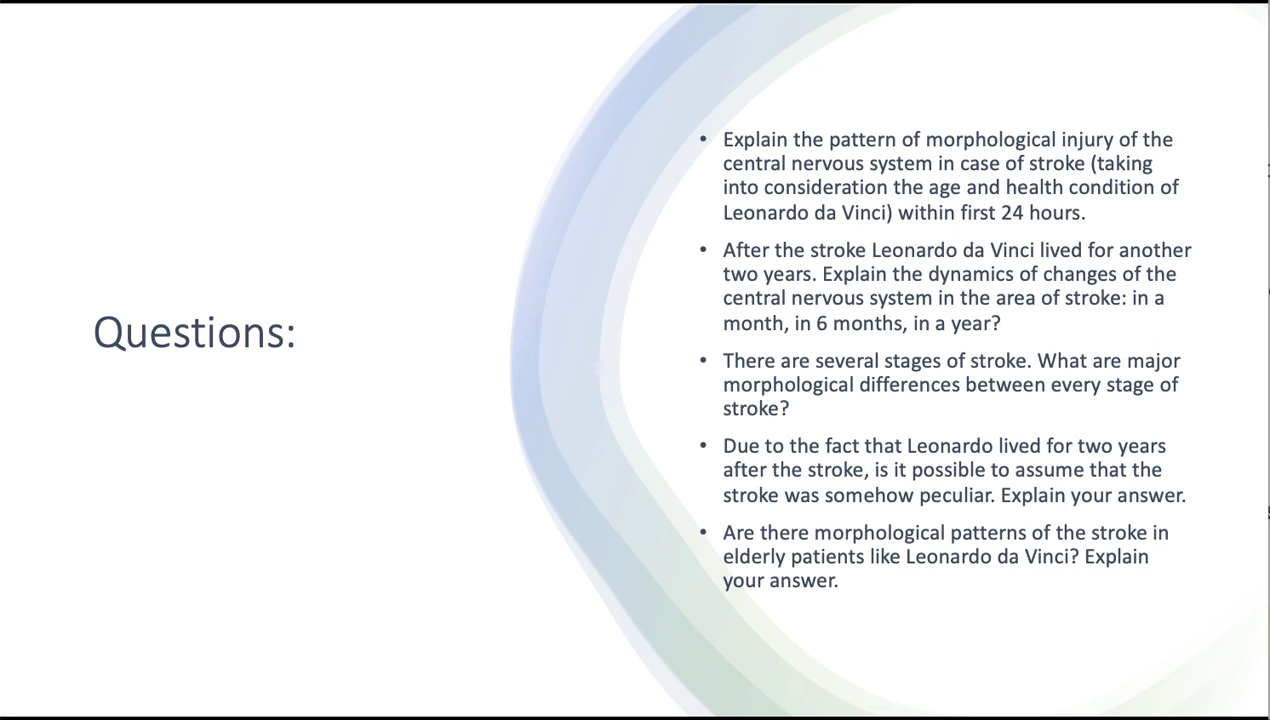 Questions:
• Explain the pattern of morphological injury of the
central nervous system in case of stroke (taking
into consideration the age and health condition of
Leonardo da Vinci) within first 24 hours.
• After the stroke Leonardo da Vinci lived for another
two years. Explain the dynamics of changes of the
central nervous system in the area of stroke: in a
month, in 6 months, in a year?
• There are several stages of stroke. What are major
morphological differences between every stage of
stroke?
• Due to the fact that Leonardo lived for two years
after the stroke, is it possible to assume that the
stroke was somehow peculiar. Explain your answer.
• Are there morphological patterns of the stroke in
elderly patients like Leonardo da Vinci? Explain
your answer.